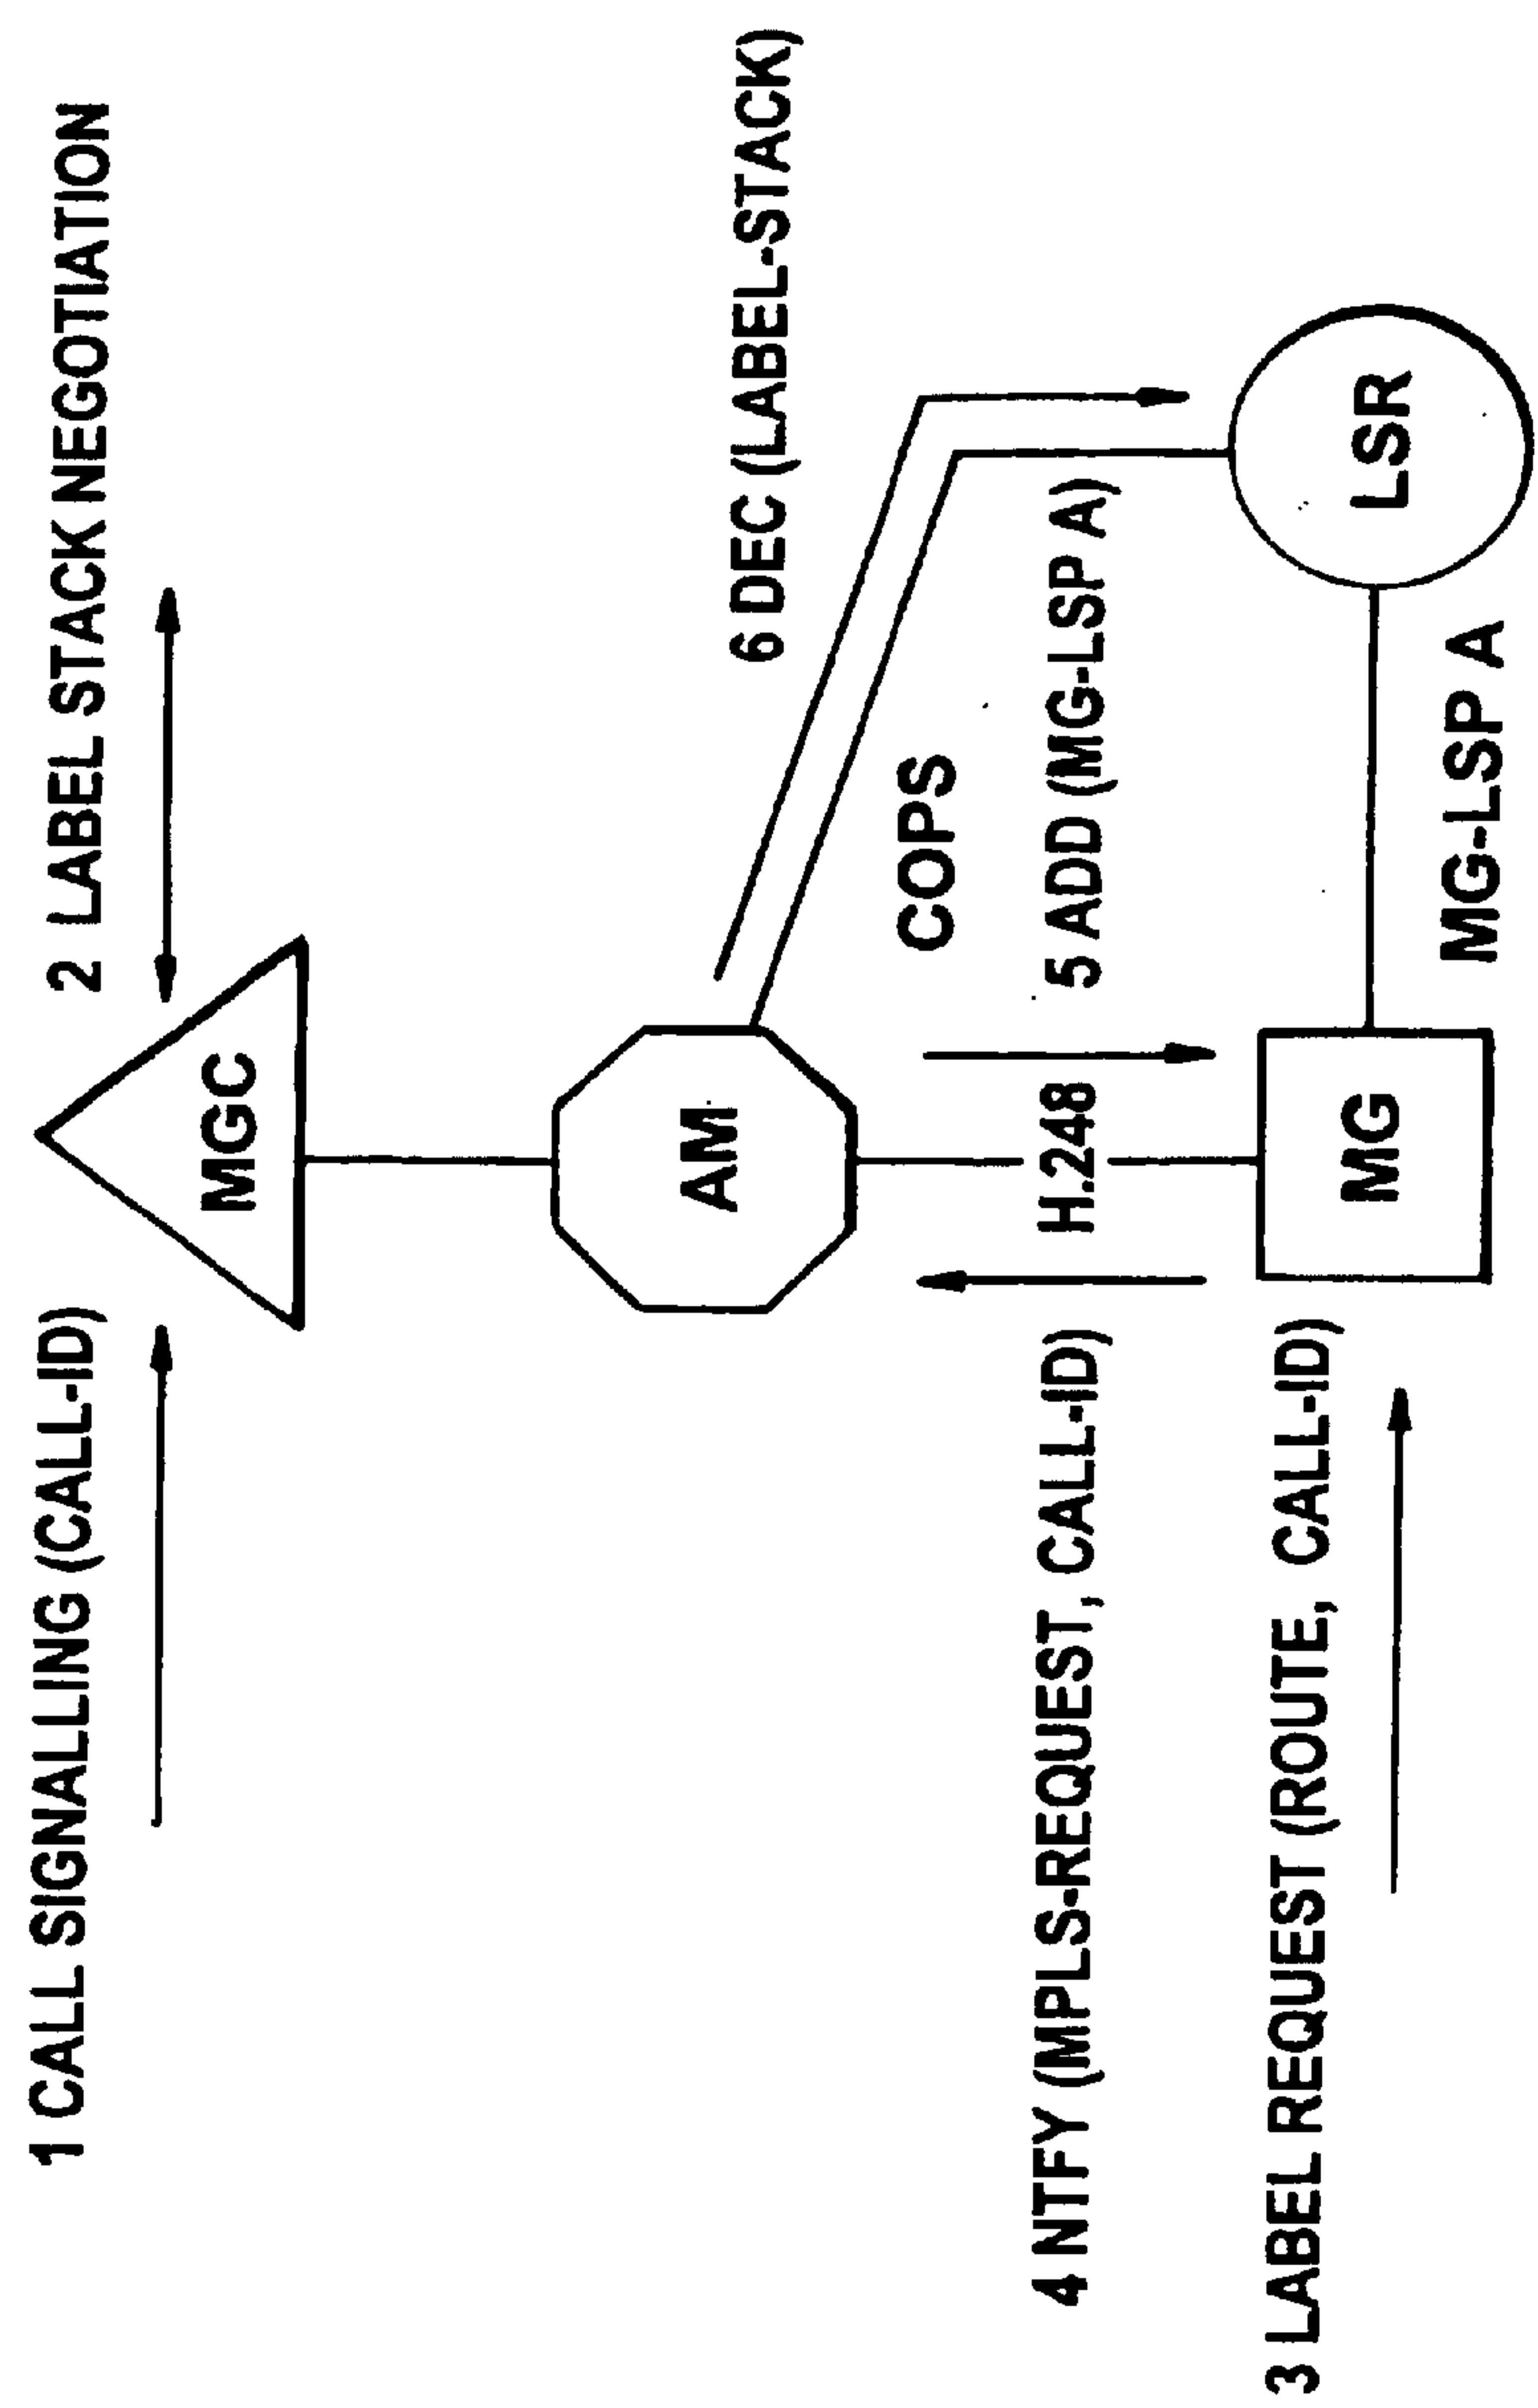 1 CALL SIGNALLING (CALL-ID)
2 LABEL STACK NEGOTIATION
MGC
AM
6 DEC (LABEL-STACK)
COPS
4 NTFY (MPLS-REQUEST, CALL-ID)
H.248
5 ADD (MG-LSP A)
3 LABEL REQUEST (ROUTE, CALL-ID)
MG
LSR
MG-LSP A